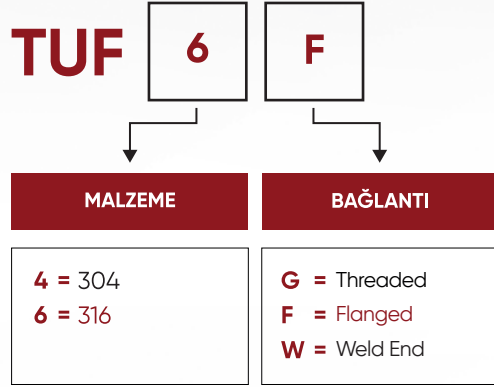 TUF 6 F
MALZEME BAĞLANTI
4 = 304
6 = 316
G = Threaded
F = Flanged
W = Weld End